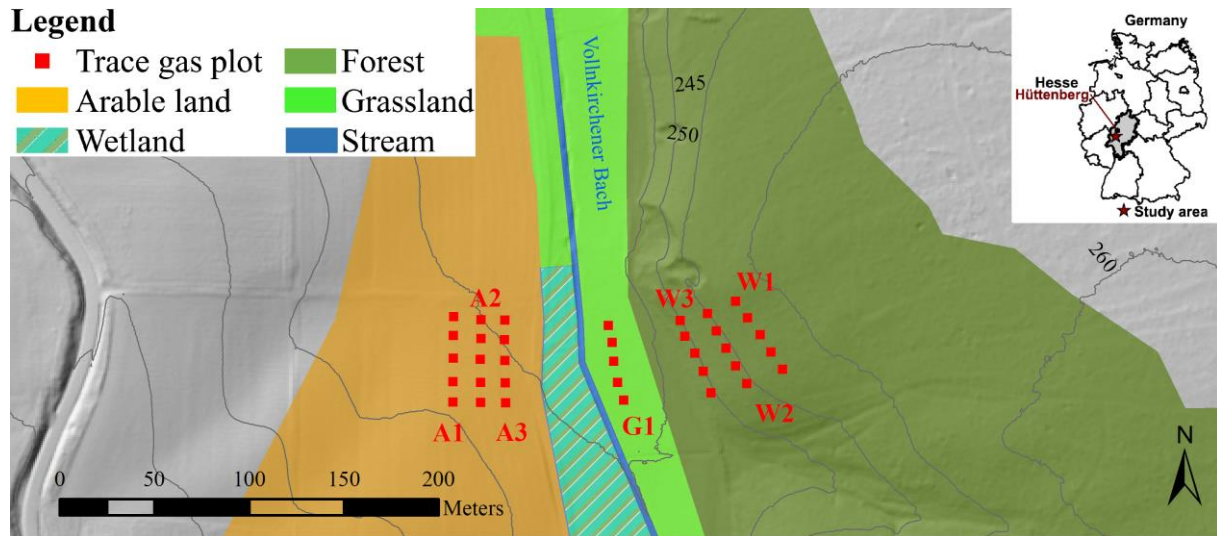 Legend
Trace gas plot
Forest
Arable land
Grassland
Wetland
Stream
Vollnkirchener Bach
245
250
260
Germany
Hesse
Hüttenberg
Study area
W1
W3
A2
W2
G1
A1
A3
0 50 100 150 200
Meters
N